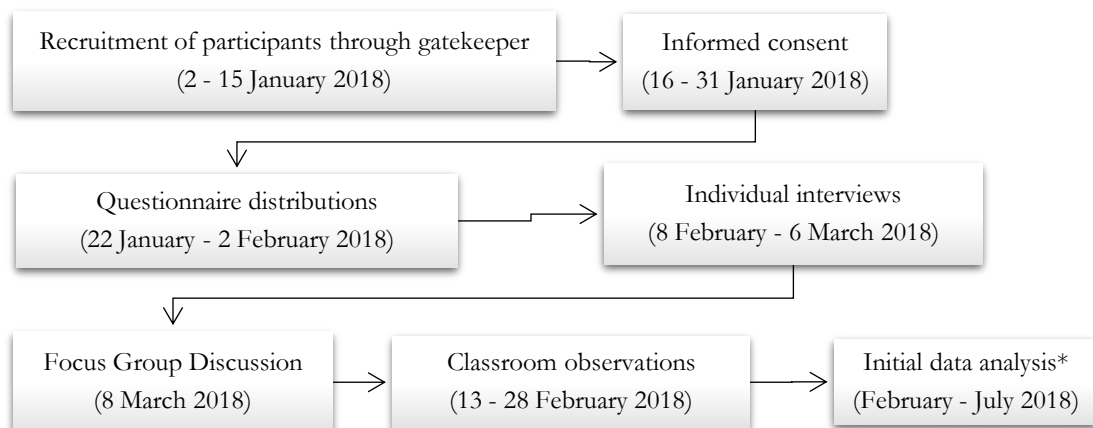 Recruitment of participants through gatekeeper
(2 - 15 January 2018)
Informed consent
(16 - 31 January 2018)
Questionnaire distributions
(22 January - 2 February 2018)
Individual interviews
(8 February - 6 March 2018)
Focus Group Discussion
(8 March 2018)
Classroom observations
(13 - 28 February 2018)
Initial data analysis*
(February - July 2018)